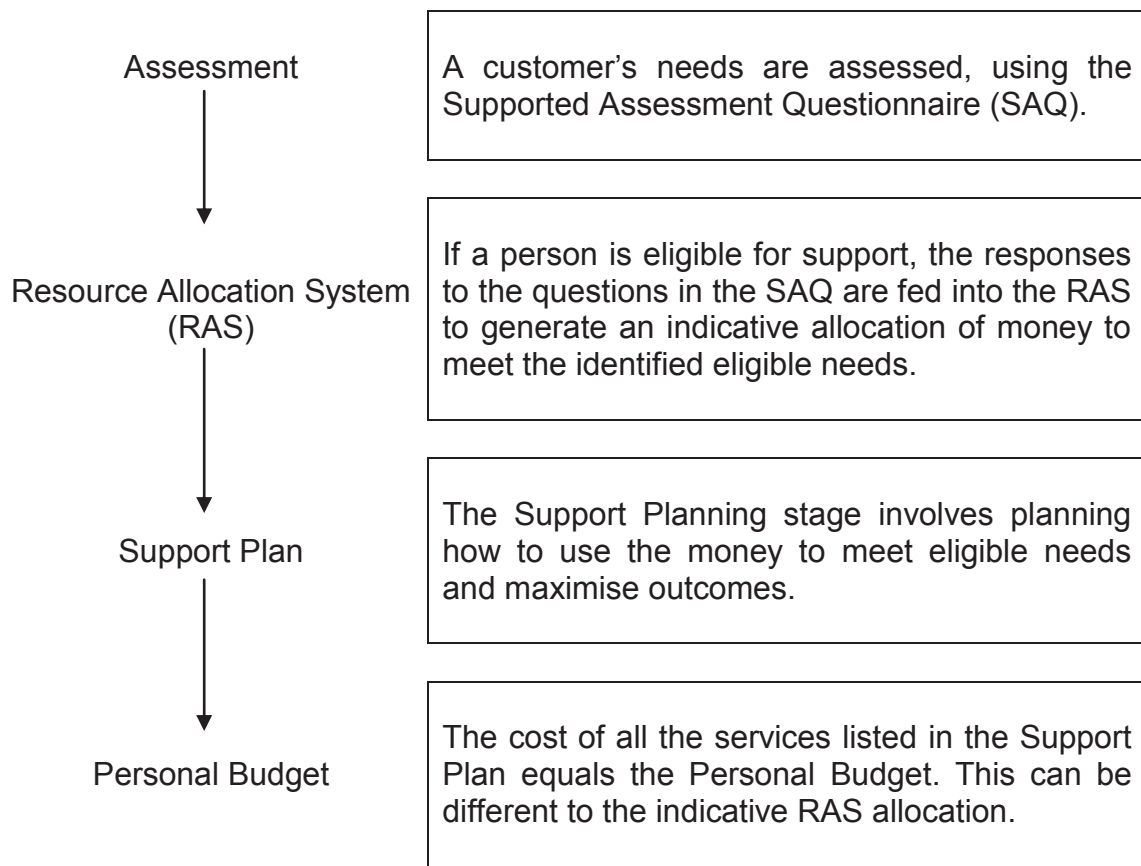 Assessment
A customer’s needs are assessed, using the
Supported Assessment Questionnaire (SAQ).
Resource Allocation System
(RAS)
If a person is eligible for support, the responses
to the questions in the SAQ are fed into the RAS
to generate an indicative allocation of money to
meet the identified eligible needs.
Support Plan
The Support Planning stage involves planning
how to use the money to meet eligible needs
and maximise outcomes.
Personal Budget
The cost of all the services listed in the Support
Plan equals the Personal Budget. This can be
different to the indicative RAS allocation.